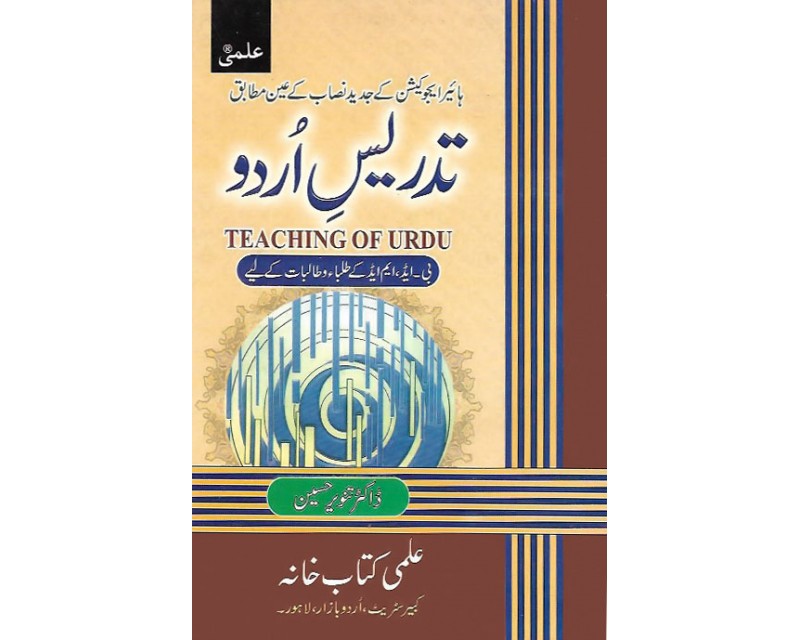 علمی®
ہائیر ایجوکیشن کے جدید نصاب کے عین مطابق
تدریسِ اُردو
TEACHING OF URDU
بی۔ ایڈ، ایم ایڈ کے طلباء و طالبات کے لیے
ڈاکٹر تنویر حسین
علمی کتاب خانہ
کبیر سٹریٹ، اُردو بازار، لاہور۔